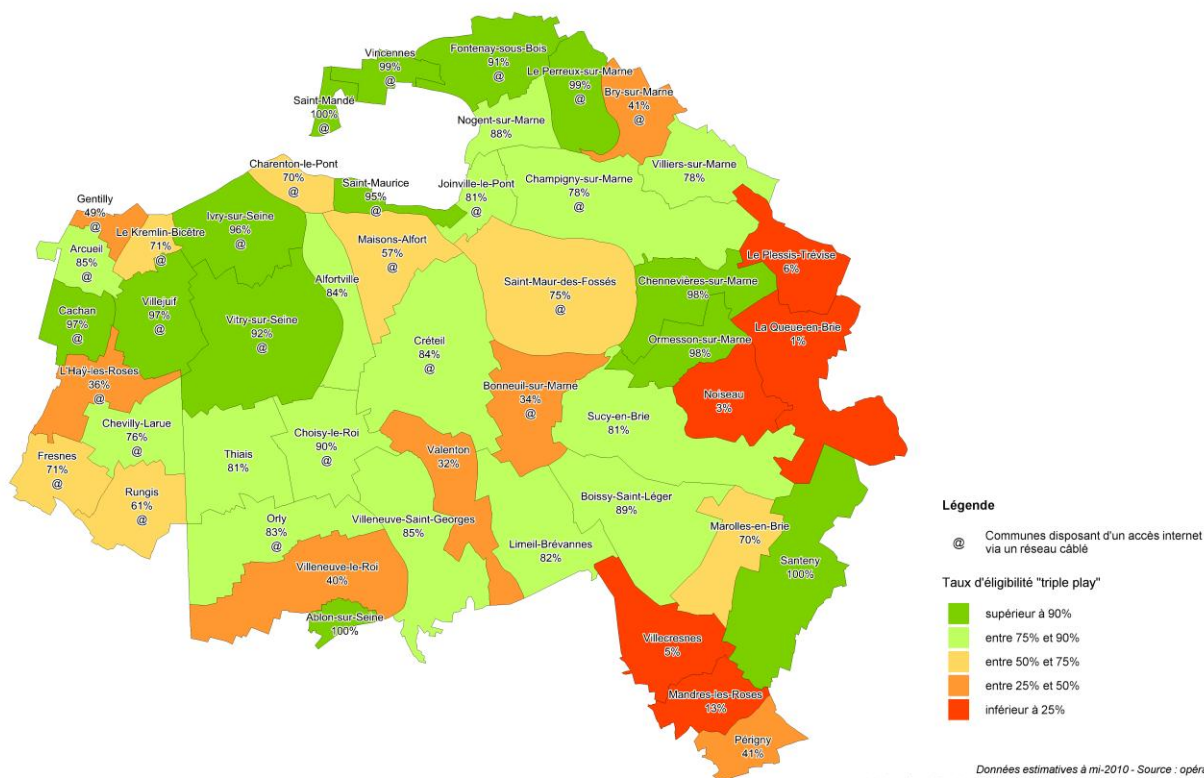 Vincennes
99%
@
Fontenay-sous-Bois
91%
@
Le Perreux-sur-Marne
99%
@
Bry-sur-Marne
41%
@
Saint-Mandé
100%
@
Nogent-sur-Marne
88%
Villiers-sur-Marne
78%
Charenton-le-Pont
70%
@
Saint-Maurice
95%
@
Joinville-le-Pont
81%
@
Champigny-sur-Marne
78%
@
Gentilly
49%
@
Le Kremlin-Bicêtre
71%
@
Ivry-sur-Seine
96%
@
Arcueil
85%
@
Maisons-Alfort
57%
@
Alfortville
84%
Saint-Maur-des-Fossés
75%
@
Chennevières-sur-Marne
98%
Le Plessis-Trévise
6%
Cachan
97%
@
Villejuif
97%
@
Vitry-sur-Seine
92%
@
Créteil
84%
@
Ormesson-sur-Marne
98%
La Queue-en-Brie
1%
L'Haÿ-les-Roses
36%
@
Bonneuil-sur-Marne
34%
@
Noiseau
3%
Chevilly-Larue
76%
@
Sucy-en-Brie
81%
Thiais
81%
Choisy-le-Roi
90%
@
Valenton
32%
Fresnes
71%
@
Rungis
61%
@
Boissy-Saint-Léger
89%
Orly
83%
@
Villeneuve-Saint-Georges
85%
Marolles-en-Brie
70%
Limeil-Brévannes
82%
Santeny
100%
Villeneuve-le-Roi
40%
Ablon-sur-Seine
100%
Villecresnes
5%
Mandres-les-Roses
13%
Périgny
41%
Légende
@ Communes disposant d'un accès internet
via un réseau câblé
Taux d'éligibilité "triple play"
supérieur à 90%
entre 75% et 90%
entre 50% et 75%
entre 25% et 50%
inférieur à 25%
Données estimatives à mi-2010 - Source : opéra